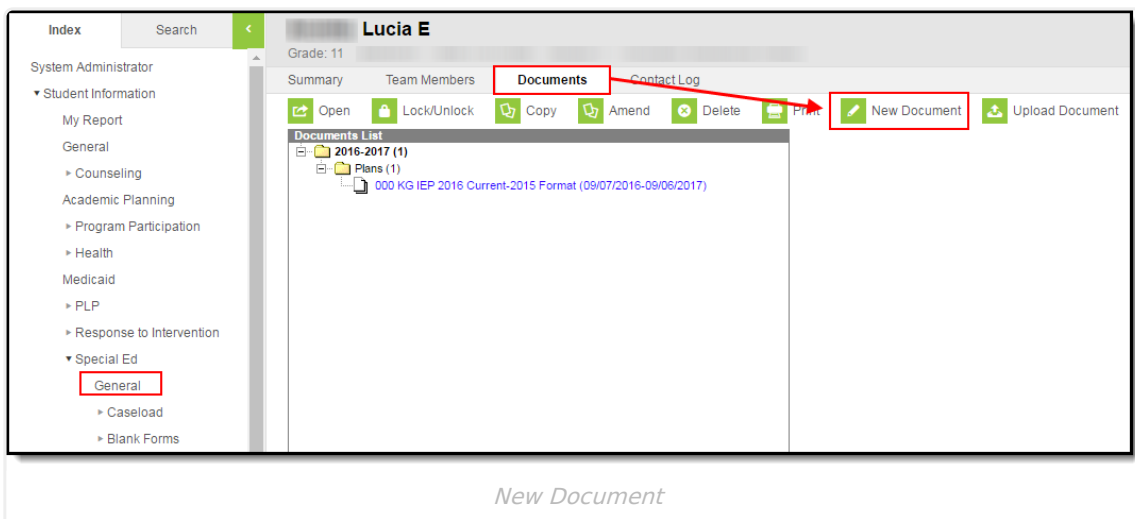 Index Search
Lucia E
Grade: 11
System Administrator
Student Information
My Report
General
Counseling
Academic Planning
Program Participation
Health
Medicaid
PLP
Response to Intervention
Special Ed
General
Caseload
Blank Forms
Summary Team Members Documents Contact Log
Open Lock/Unlock Copy Amend Delete Print New Document Upload Document
Documents List
2016-2017 (1)
Plans (1)
000 KG IEP 2016 Current-2015 Format (09/07/2016-09/06/2017)
New Document